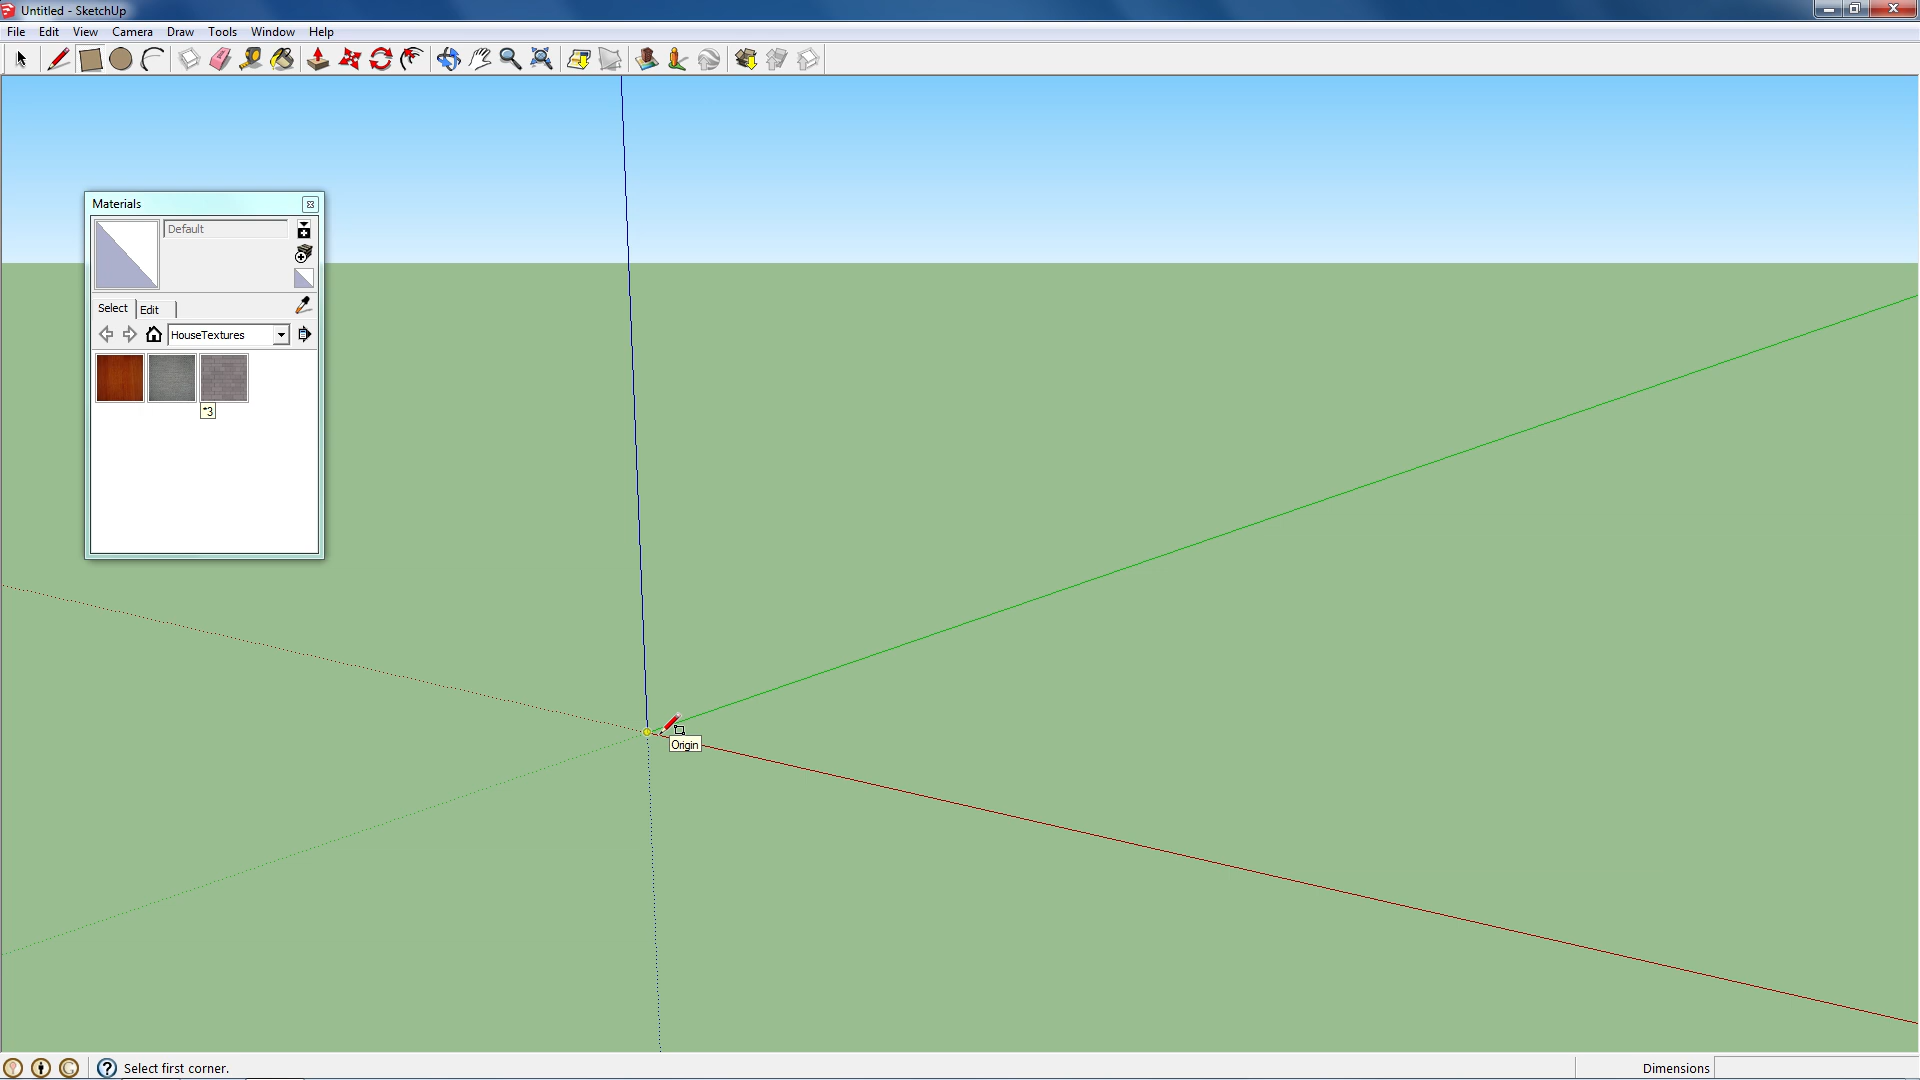 Untitled - SketchUp
File Edit View Camera Draw Tools Window Help
Materials
Default
Select Edit
HouseTextures
*3
Origin
Select first corner.
Dimensions